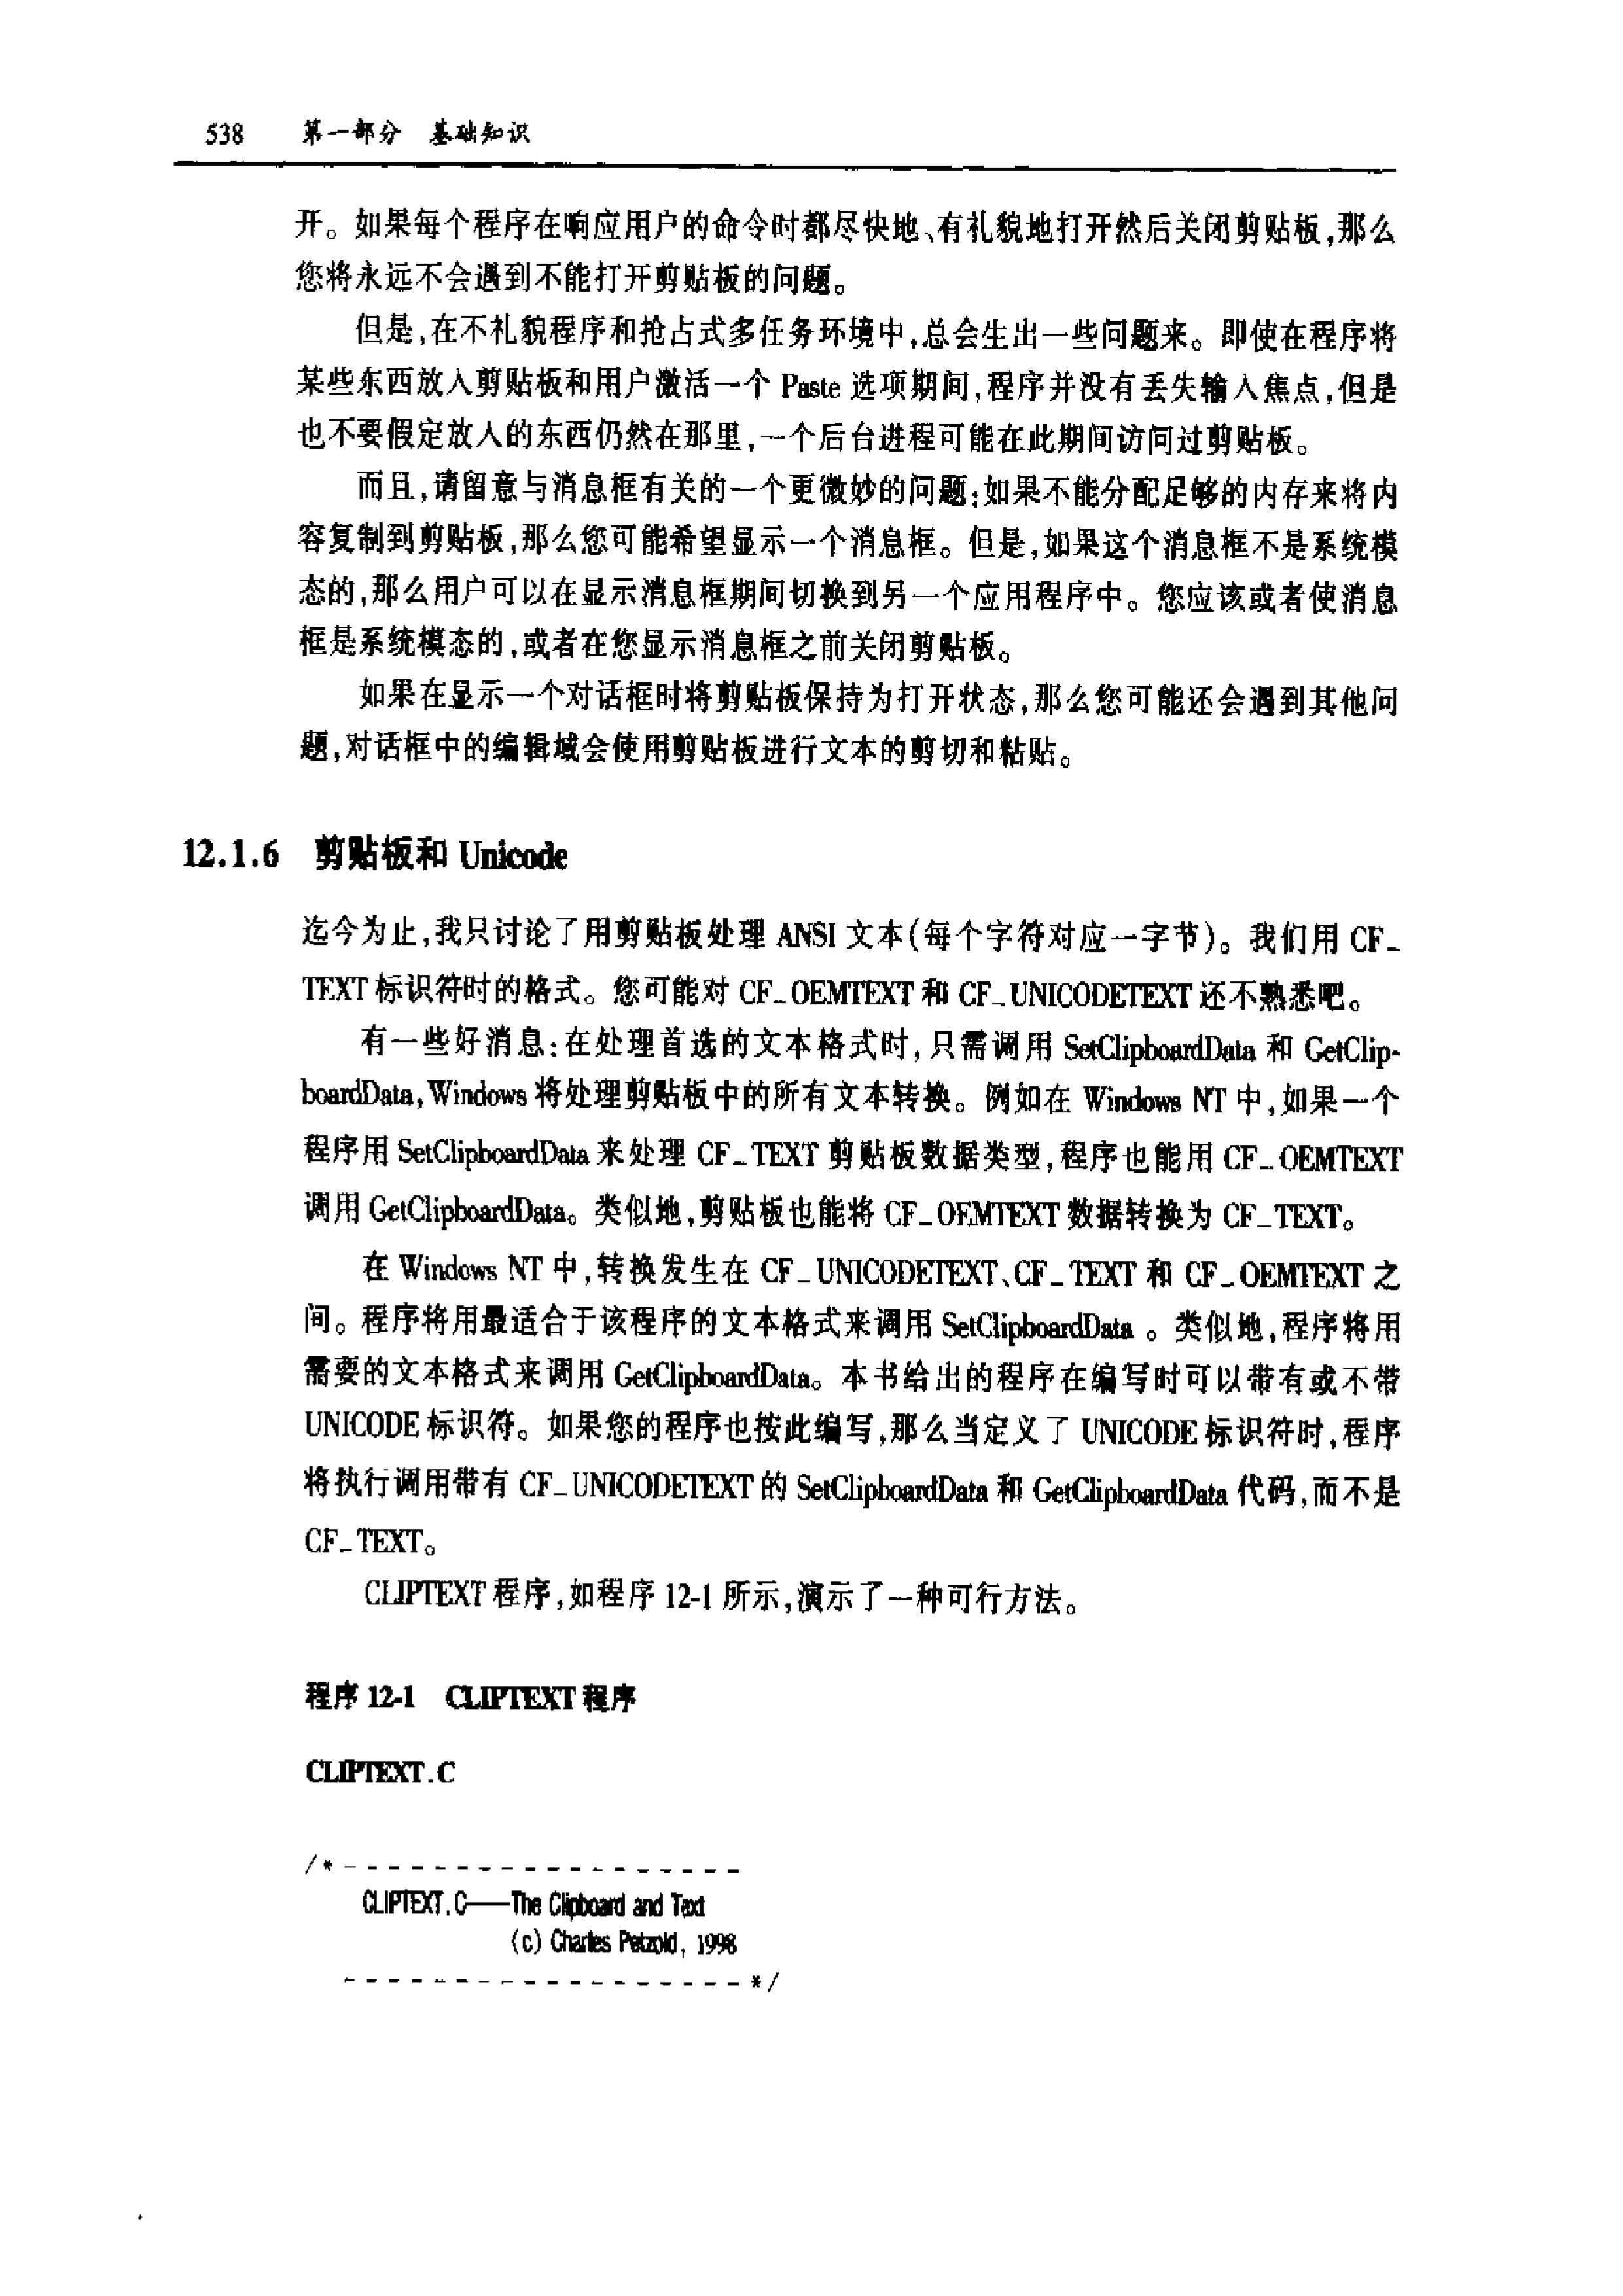 538 第一部分 基础知识
开。如果每个程序在响应用户的命令时都尽快地、有礼貌地打开然后关闭剪贴板,那么
您将永远不会遇到不能打开剪贴板的问题。
但是,在不礼貌程序和抢占式多任务环境中,总会生出一些问题来。即使在程序将
某些东西放入剪贴板和用户激活一个 Paste 选项期间,程序并没有丢失输入焦点,但是
也不要假定放入的东西仍然在那里,一个后台进程可能在此期间访问过剪贴板。
而且,请留意与消息框有关的一个更微妙的问题:如果不能分配足够的内存来将内
容复制到剪贴板,那么您可能希望显示一个消息框。但是,如果这个消息框不是系统模
态的,那么用户可以在显示消息框期间切换到另一个应用程序中。您应该或者使消息
框是系统模态的,或者在您显示消息框之前关闭剪贴板。
如果在显示一个对话框时将剪贴板保持为打开状态,那么您可能还会遇到其他问
题,对话框中的编辑域会使用剪贴板进行文本的剪切和粘贴。
12.1.6 剪贴板和 Unicode
迄今为止,我只讨论了用剪贴板处理 ANSI 文本(每个字符对应一字节)。我们用 CF_
TEXT 标识符时的格式。您可能对 CF_OEMTEXT 和 CF_UNICODETEXT 还不熟悉吧。
有一些好消息:在处理首选的文本格式时,只需调用 SetClipboardData 和 GetClip-
boardData,Windows 将处理剪贴板中的所有文本转换。例如在 Windows NT 中,如果一个
程序用 SetClipboardData 来处理 CF_TEXT 剪贴板数据类型,程序也能用 CF_OEMTEXT
调用 GetClipboardData。类似地,剪贴板也能将 CF_OEMTEXT 数据转换为 CF_TEXT。
在 Windows NT 中,转换发生在 CF_UNICODETEXT、CF_TEXT 和 CF_OEMTEXT 之
间。程序将用最适合于该程序的文本格式来调用 SetClipboardData 。类似地,程序将用
需要的文本格式来调用 GetClipboardData。本书给出的程序在编写时可以带有或不带
UNICODE 标识符。如果您的程序也按此编写,那么当定义了 UNICODE 标识符时,程序
将执行调用带有 CF_UNICODETEXT 的 SetClipboardData 和 GetClipboardData 代码,而不是
CF_TEXT。
CLIPTEXT 程序,如程序 12-1 所示,演示了一种可行方法。
程序 12-1 CLIPTEXT 程序
CLIPTEXT.C
/* - - - - - - - - - - - - - - - - - -
CLIPTEXT.C——The Clipboard and Text
(c) Charles Petzold, 1998
- - - - - - - - - - - - - - - - - - */